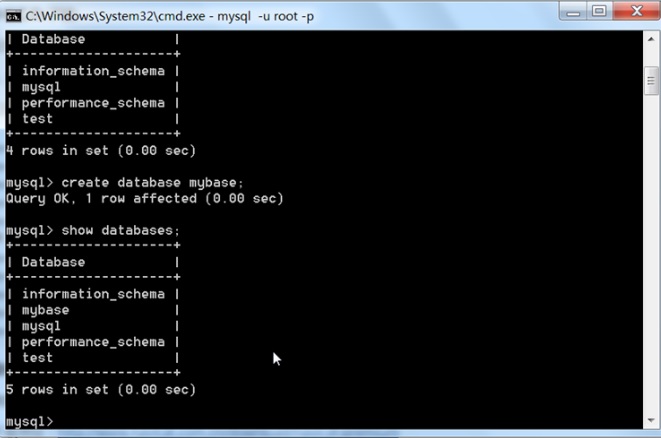 C:\Windows\System32\cmd.exe - mysql  -u root -p
| Database           |
+--------------------+
| information_schema |
| mysql              |
| performance_schema |
| test               |
+--------------------+
4 rows in set (0.00 sec)
mysql> create database mybase;
Query OK, 1 row affected (0.00 sec)
mysql> show databases;
+--------------------+
| Database           |
+--------------------+
| information_schema |
| mybase             |
| mysql              |
| performance_schema |
| test               |
+--------------------+
5 rows in set (0.00 sec)
mysql>